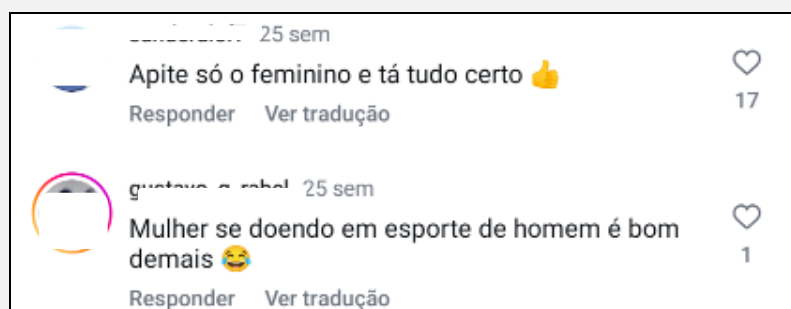 25 sem
Apite só o feminino e tá tudo certo 👍
17
Responder Ver tradução
25 sem
Mulher se doendo em esporte de homem é bom
demais 😂
1
Responder Ver tradução